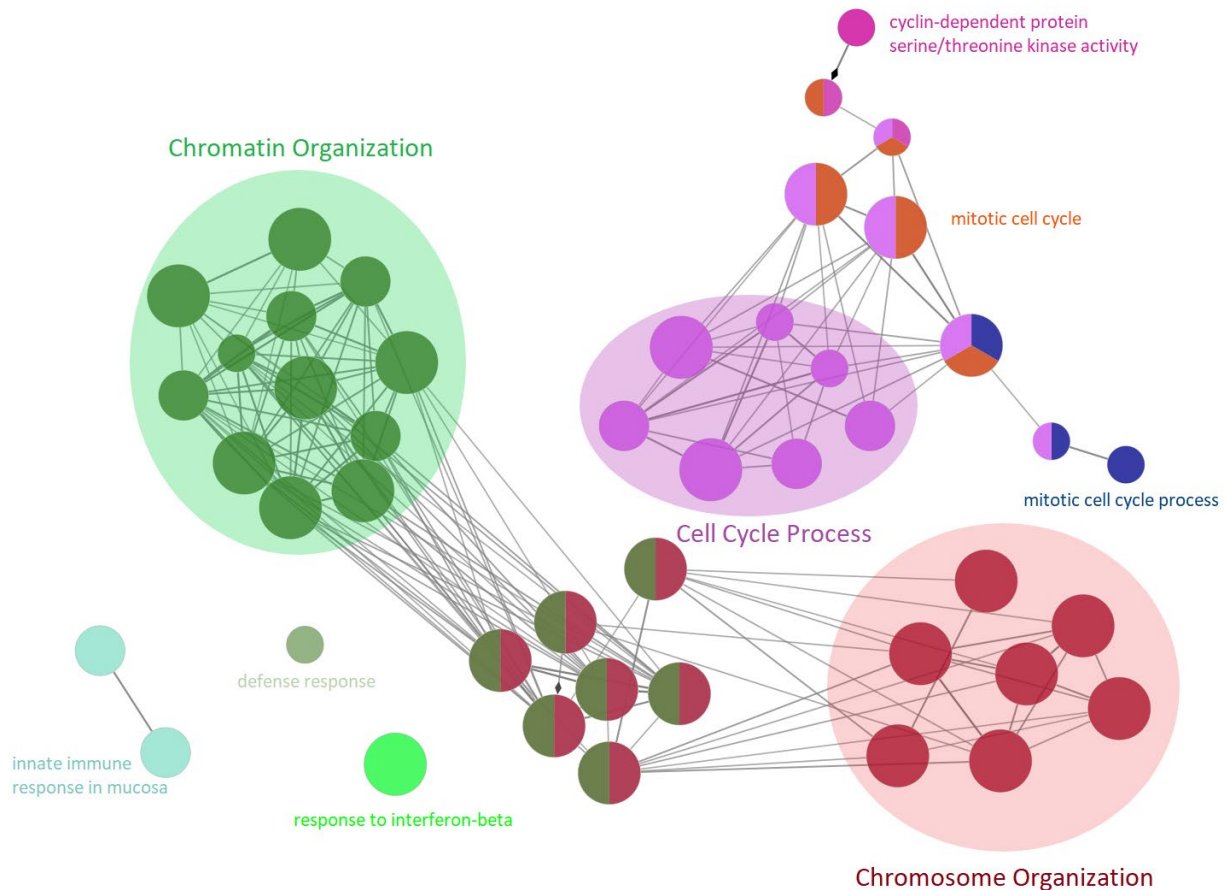 cyclin-dependent protein
serine/threonine kinase activity
Chromatin Organization
mitotic cell cycle
mitotic cell cycle process
Cell Cycle Process
defense response
innate immune
response in mucosa
response to interferon-beta
Chromosome Organization